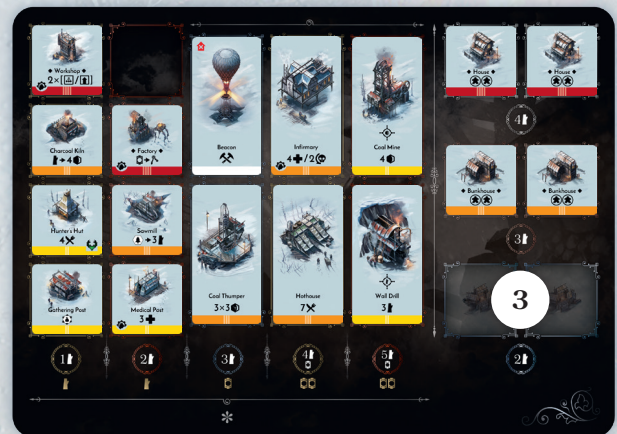 ◆ Workshop ◆
2×[ / ]
◆ House ◆
◆ House ◆
Charcoal Kiln
→4
◆ Factory ◆
→
Beacon
Infirmary
4 /2
Coal Mine
4
4
◆ Bunkhouse ◆
◆ Bunkhouse ◆
3
Hunter's Hut
4
Sawmill
→3
Coal Thumper
3×3
Hothouse
7
Wall Drill
3
3
Gathering Post
Medical Post
3
1
2
3
4
5
2